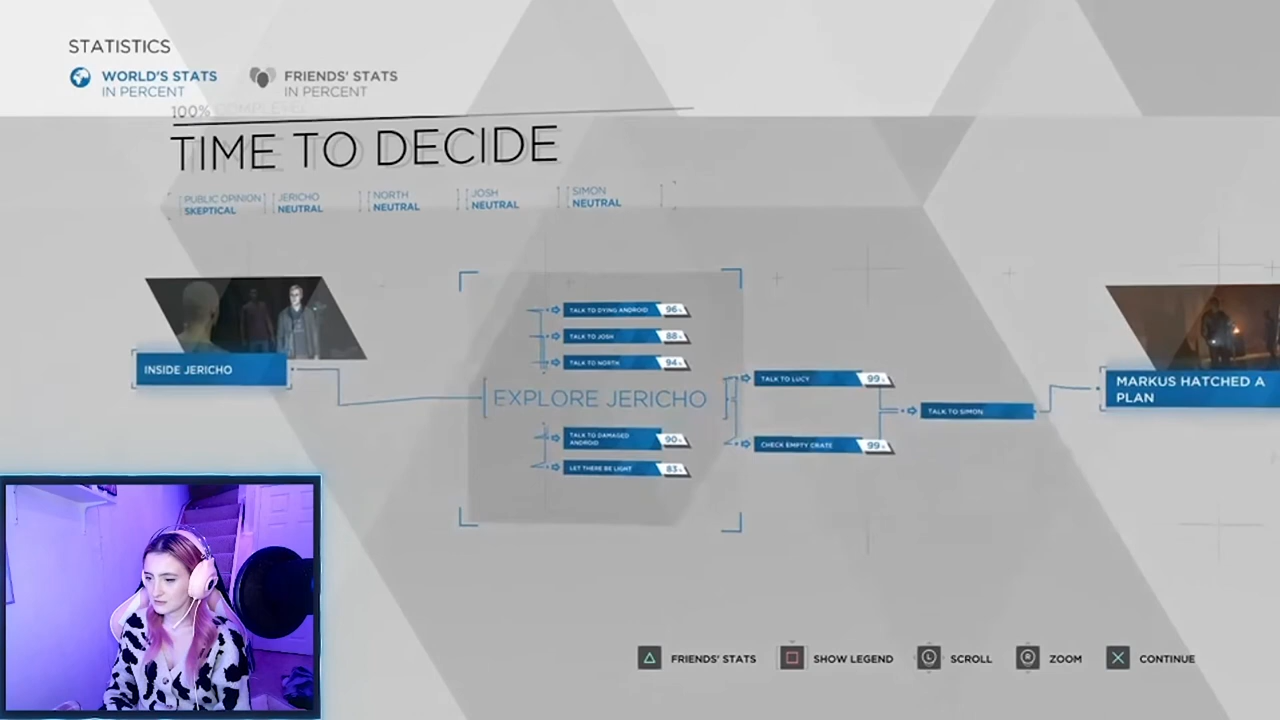 STATISTICS
WORLD'S STATS
IN PERCENT
FRIENDS' STATS
IN PERCENT
100% COMPLETED
TIME TO DECIDE
PUBLIC OPINION
SKEPTICAL
JERICHO
NEUTRAL
NORTH
NEUTRAL
JOSH
NEUTRAL
SIMON
NEUTRAL
INSIDE JERICHO
TALK TO DYING ANDROID 96%
TALK TO JOSH 88%
TALK TO NORTH 94%
EXPLORE JERICHO
TALK TO DAMAGED
ANDROID 90%
LET THERE BE LIGHT 83%
TALK TO LUCY 99%
CHECK EMPTY CRATE 99%
TALK TO SIMON
MARKUS HATCHED A
PLAN
FRIENDS' STATS
SHOW LEGEND
L SCROLL
R ZOOM
CONTINUE